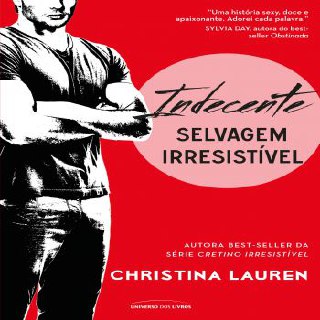 "Uma história sexy, doce e
apaixonante. Adorei cada palavra."
SYLVIA DAY, autora do best-
seller Obstinada
Indecente
SELVAGEM
IRRESISTÍVEL
AUTORA BEST-SELLER DA
SÉRIE CRETINO IRRESISTÍVEL
CHRISTINA LAUREN
UNIVERSO DOS LIVROS